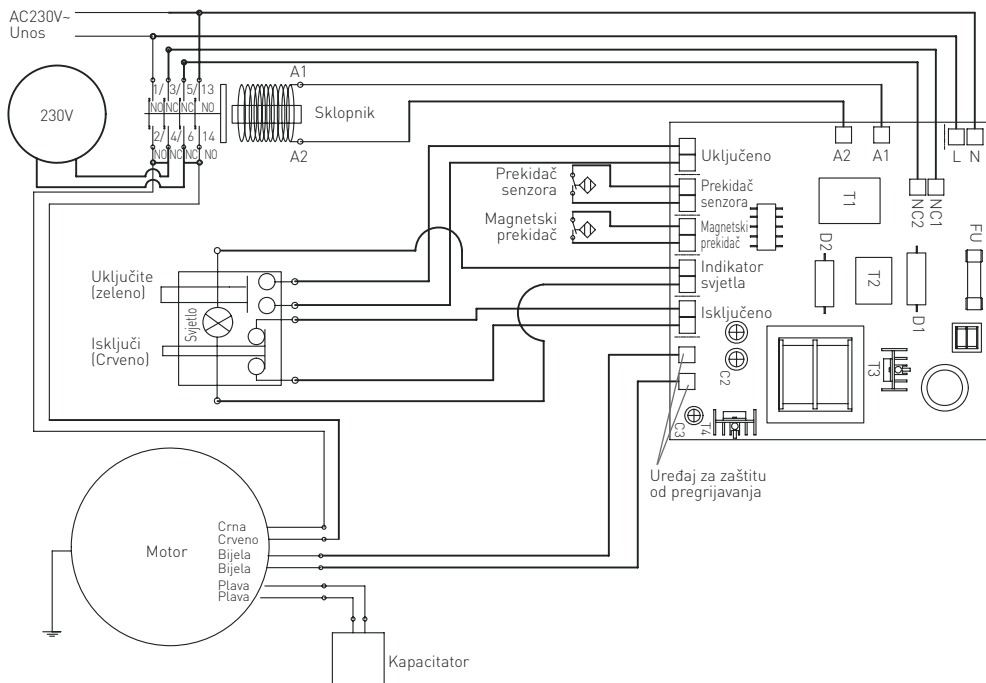 AC230V~
Unos
230V
1/ 3/ 5/ 13
NO NC NC NO
2/ 4/ 6 14
NO NC NC NO
A1
A2
Sklopnik
A2 A1
L N
NC2 NC1
Uključeno
Prekidač
senzora
Prekidač
senzora
Magnetski
prekidač
Magnetski
prekidač
Indikator
svjetla
Isključeno
T1
D2
T2
D1
FU
T3
C2
C3
T4
Uključite
(zeleno)
Svjetlo
Isključi
(Crveno)
Uređaj za zaštitu
od pregrijavanja
Motor
Crna
Crveno
Bijela
Bijela
Plava
Plava
Kapacitator